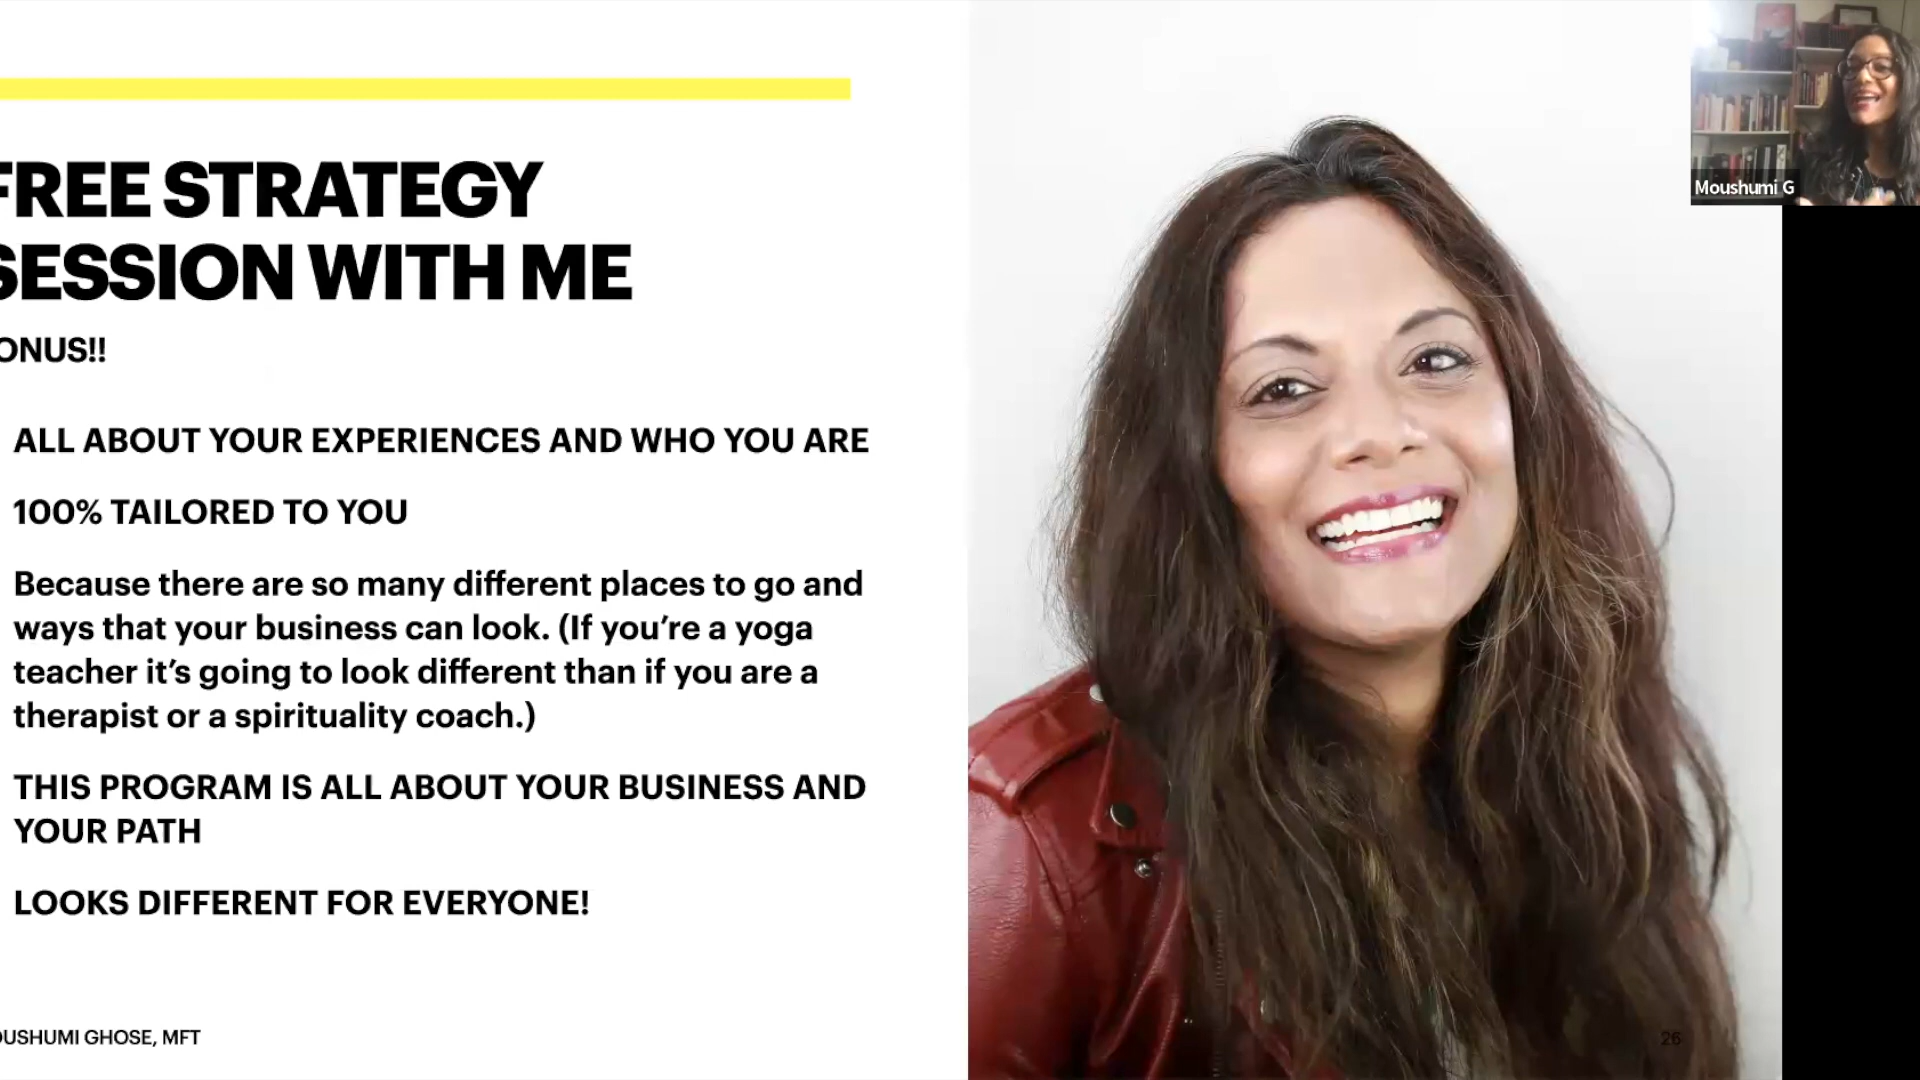 FREE STRATEGY
SESSION WITH ME
ONUS!!
ALL ABOUT YOUR EXPERIENCES AND WHO YOU ARE
100% TAILORED TO YOU
Because there are so many different places to go and
ways that your business can look. (If you’re a yoga
teacher it’s going to look different than if you are a
therapist or a spirituality coach.)
THIS PROGRAM IS ALL ABOUT YOUR BUSINESS AND
YOUR PATH
LOOKS DIFFERENT FOR EVERYONE!
OUSHUMI GHOSE, MFT
26
Moushumi G